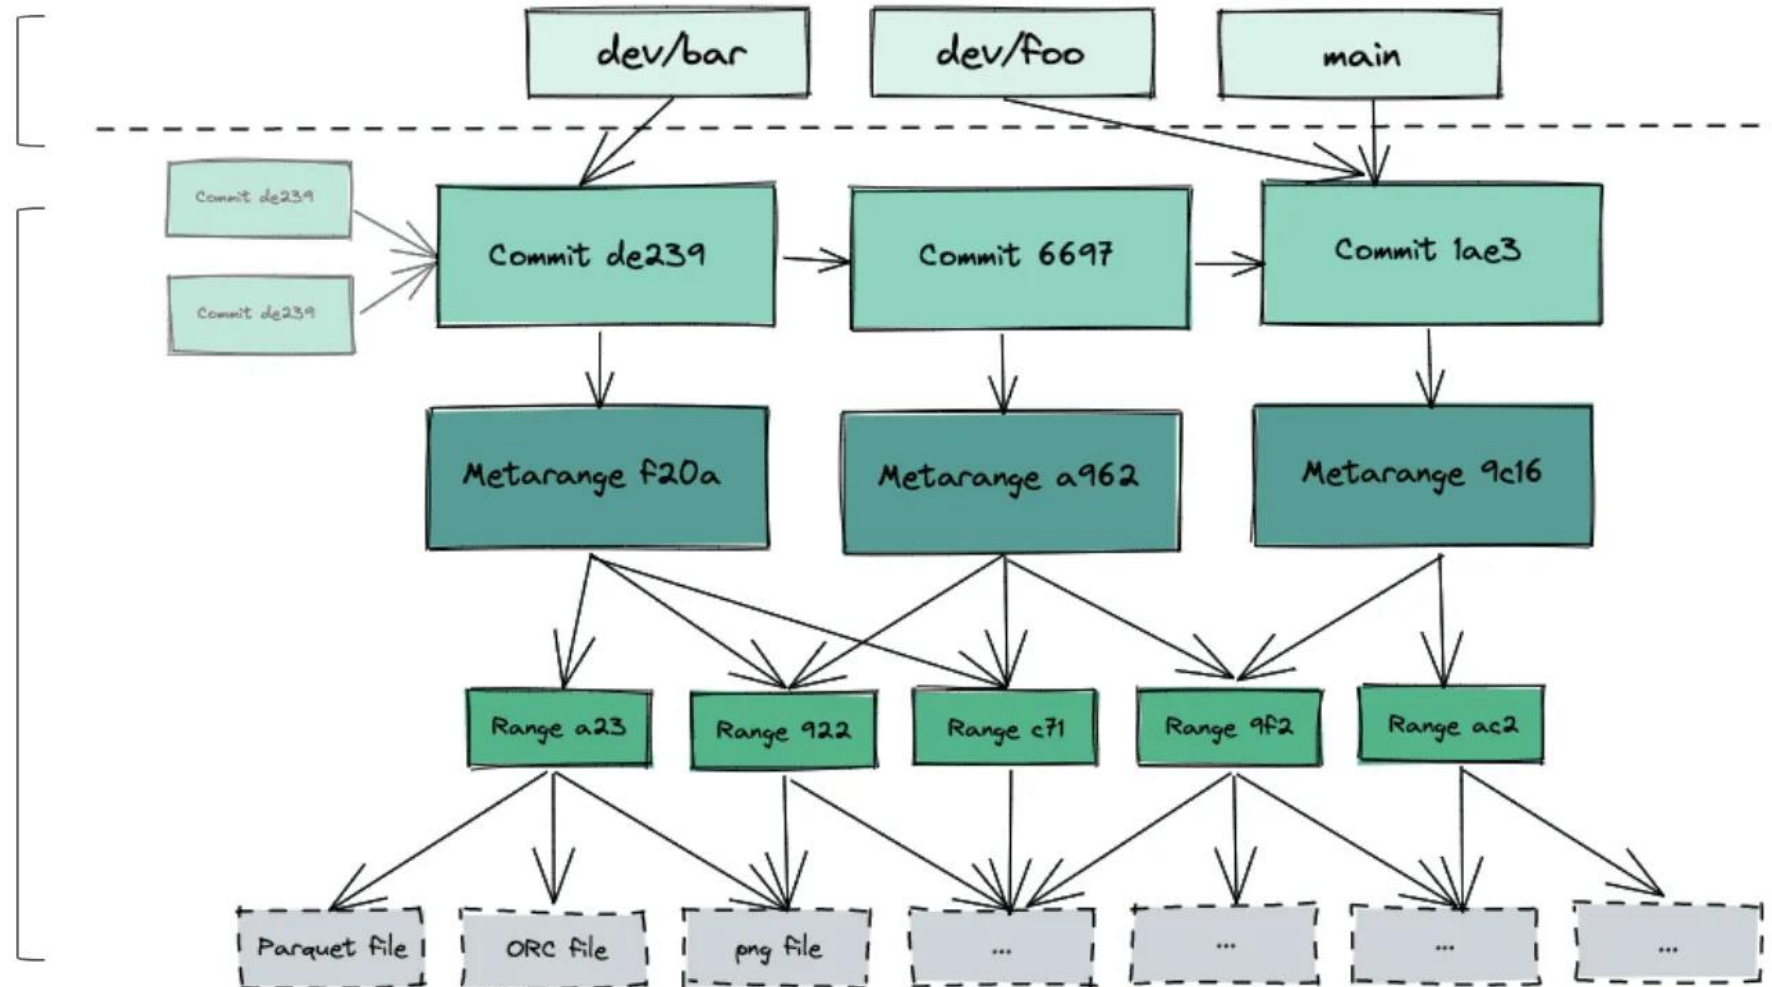 dev/bar
dev/foo
main
Commit de239
Commit de239
Commit de239
Commit 6697
Commit 1ae3
Metarange f20a
Metarange a962
Metarange 9c16
Range a23
Range 922
Range c71
Range 9f2
Range ac2
Parquet file
ORC file
png file
...
...
...
...